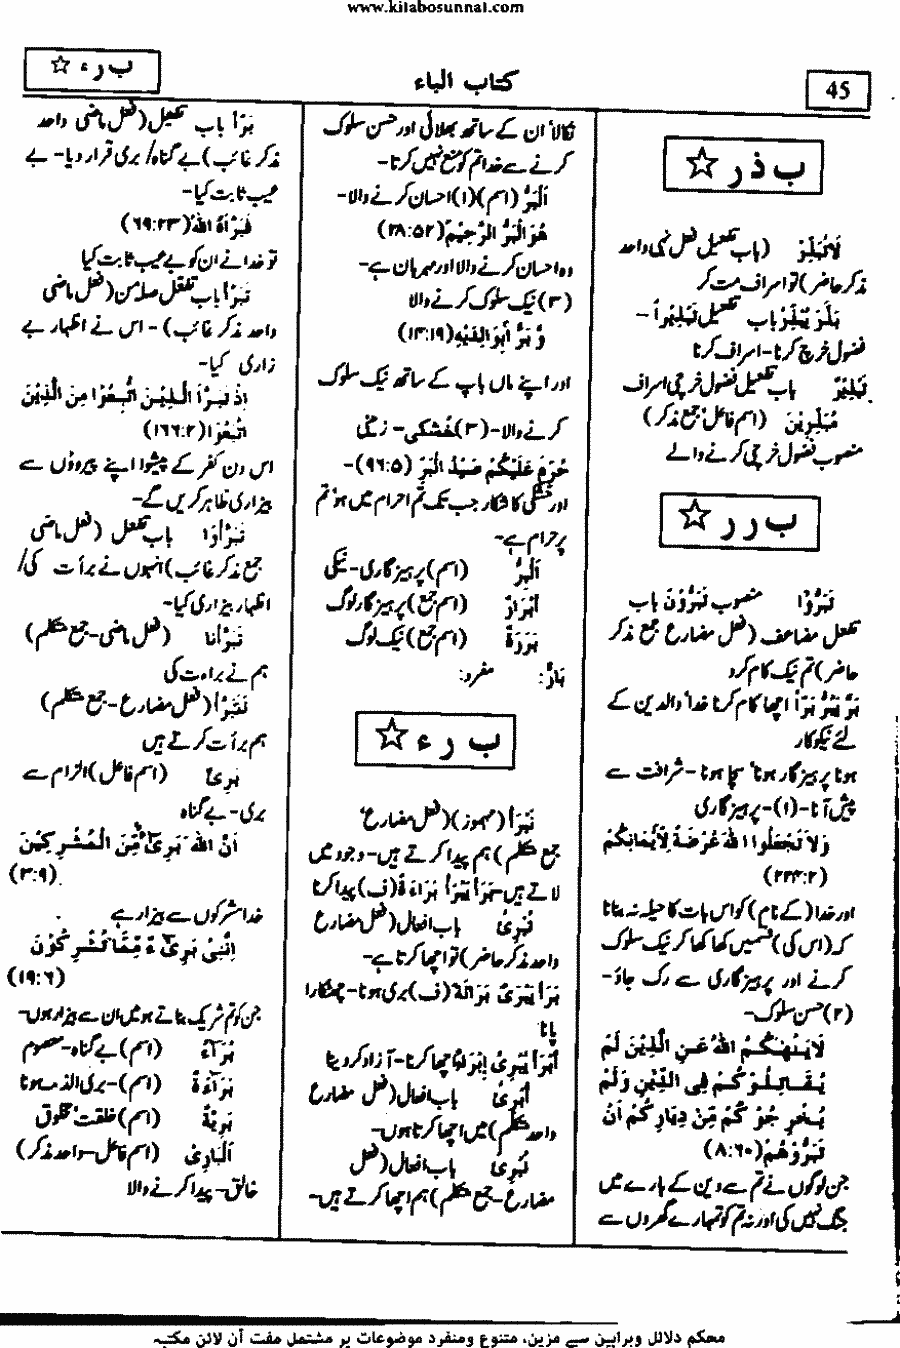 www.kitabosunnat.com
45
کتاب الباء
ب رء ☆
ب ذر ☆
لَاتُبَذِّرْ (باب تفعیل فعل نہی واحد
مذکر حاضر) تو اسراف مت کر
بَذَّرَ یُبَذِّرُ باب تفعیل تَبْذِیْراً -
فضول خرچ کرنا - اسراف کرنا
تَبْذِیْرٌ باب تفعیل فضول خرچی اسراف
مُبَذِّرِیْنَ (اسم فاعل جمع مذکر)
منصوب فضول خرچی کرنے والے
ب ر ر ☆
تَبَرُّوْا منصوب تَبَرُّوْنَ باب
تفعل مضاعف (فعل مضارع جمع مذکر
حاضر) تم نیک کام کرو
بَرَّ یَبَرُّ بَرّاً اچھا کام کرنا خدا' والدین کے
لئے نیکوکار
ہونا پرہیز گار ہونا' سچا ہونا - شرافت سے
پیش آنا - (۱) - پرہیز گاری
وَلَا تَجْعَلُوا اللّٰهَ عُرْضَةً لِّاَیْمَانِکُمْ
(۲۲۴:۲)
اور خدا (کے نام) کو اس بات کا حیلہ نہ بنانا
کہ (اس کی) قسمیں کھا کھا کر نیک سلوک
کرنے اور پرہیز گاری سے رک جاؤ -
(۲) حسن سلوک -
لَایَنْهٰکُمُ اللّٰهُ عَنِ الَّذِیْنَ لَمْ
یُقَاتِلُوْکُمْ فِی الدِّیْنِ وَلَمْ
یُخْرِجُوْکُمْ مِّنْ دِیَارِکُمْ اَنْ
تَبَرُّوْهُمْ (۸:۶۰)
جن لوگوں نے تم سے دین کے بارے میں
جنگ نہیں کی اور نہ تم کو تمہارے گھروں سے
نکالا' ان کے ساتھ بھلائی اور حسن سلوک
کرنے سے خدا تم کو منع نہیں کرتا -
اَلْبَرُّ (اسم) (۱) احسان کرنے والا -
هُوَ الْبَرُّ الرَّحِیْمُ (۲۸:۵۲)
وہ احسان کرنے والا اور مہربان ہے -
(۲) نیک سلوک کرنے والا
وَّ بَرًّ اۢبِوَالِدَیْهِ (۱۴:۱۹)
اور اپنے ماں باپ کے ساتھ نیک سلوک
کرنے والا - (۳) خشکی - زمینی
حُرِّمَ عَلَیْکُمْ صَیْدُ الْبَرِّ (۹۶:۵) -
اور خشکی کا شکار جب تک تم احرام میں ہو' تم
پر حرام ہے -
اَلْبِرُّ (اسم) پرہیز گاری - نیکی
اَبْرَارٌ (اسم جمع) پرہیز گار لوگ
بَرَرَةٌ (اسم جمع) نیک لوگ
بَارٌّ: مفرد:
ب ر ء ☆
نَبْرَأَ (مہموز) (فعل مضارع'
جمع متکلم) ہم پیدا کرتے ہیں - وجود میں
لاتے ہیں - بَرَأَ یَبْرَأُ بَرَاءَةً (ف) پیدا کرنا
تُبْرِئُ باب افعال (فعل مضارع
واحد مذکر حاضر) تو اچھا کرتا ہے -
بَرَأَ یَبْرَئُ بَرَائَةً (ف) بری ہونا - چھٹکارا
پانا
اَبْرَأَ یُبْرِئُ اِبْرَاءً اچھا کرنا - آزاد کر دینا
اُبْرِئُ باب افعال (فعل مضارع
واحد متکلم) میں اچھا کرتا ہوں -
نُبْرِئُ باب افعال (فعل
مضارع - جمع متکلم) ہم اچھا کرتے ہیں -
بَرَّأَ باب تفعیل (فعل ماضی واحد
مذکر غائب) بے گناہ / بری قرار دیا - بے
عیب ثابت کیا -
فَبَرَّاَهُ اللّٰهُ (۶۹:۳۳)
تو خدا نے ان کو بے عیب ثابت کیا
تَبَرَّأَ باب تفعّل صلہ من (فعل ماضی
واحد مذکر غائب) - اس نے اظہار بے
زاری کیا -
اِذْ تَبَرَّاَ الَّذِیْنَ اتُّبِعُوْا مِنَ الَّذِیْنَ
اتَّبَعُوْا (۱۶۶:۲)
اس دن کفر کے پیشوا اپنے پیروؤں سے
بیزاری ظاہر کریں گے -
تَبَرَّأوْا باب تفعل (فعل ماضی
جمع مذکر غائب) انہوں نے برأت کی /
اظہار بیزاری کیا -
تَبَرَّأنَا (فعل ماضی - جمع متکلم)
ہم نے براءت کی
نَتَبَرَّأُ (فعل مضارع - جمع متکلم)
ہم برأت کرتے ہیں
بَرِیْٓءٌ (اسم فاعل) الزام سے
بری - بے گناہ
اَنَّ اللّٰهَ بَرِیْٓءٌ مِّنَ الْمُشْرِکِیْنَ
(۳:۹)
خدا مشرکوں سے بیزار ہے
اِنَّنِیْ بَرِیْٓءٌ مِّمَّا تُشْرِکُوْنَ
(۱۹:۶)
جن کو تم شریک بناتے ہو میں ان سے بیزار ہوں -
بُرَآءُ (اسم) بے گناہ - معصوم
بَرَآءَةٌ (اسم) - بری الذمہ ہونا
بَرِیَّةٌ (اسم) خلقت' مخلوق
اَلْبَارِئُ (اسم فاعل - واحد مذکر)
خالق - پیدا کرنے والا
محکم دلائل وبراہین سے مزین، متنوع ومنفرد موضوعات پر مشتمل مفت آن لائن مکتبہ